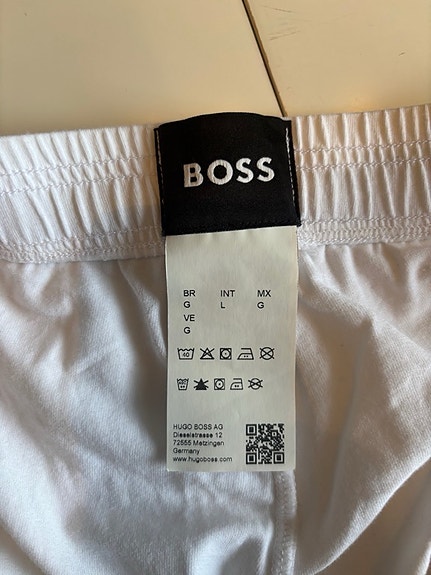 BOSS
BR INT MX
G L G
VE
G
40
HUGO BOSS AG
Dieselstrasse 12
72555 Metzingen
Germany
www.hugoboss.com